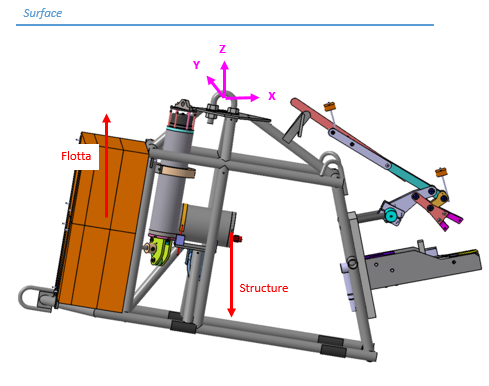 Surface
Z
Y
X
Flotta
Structure